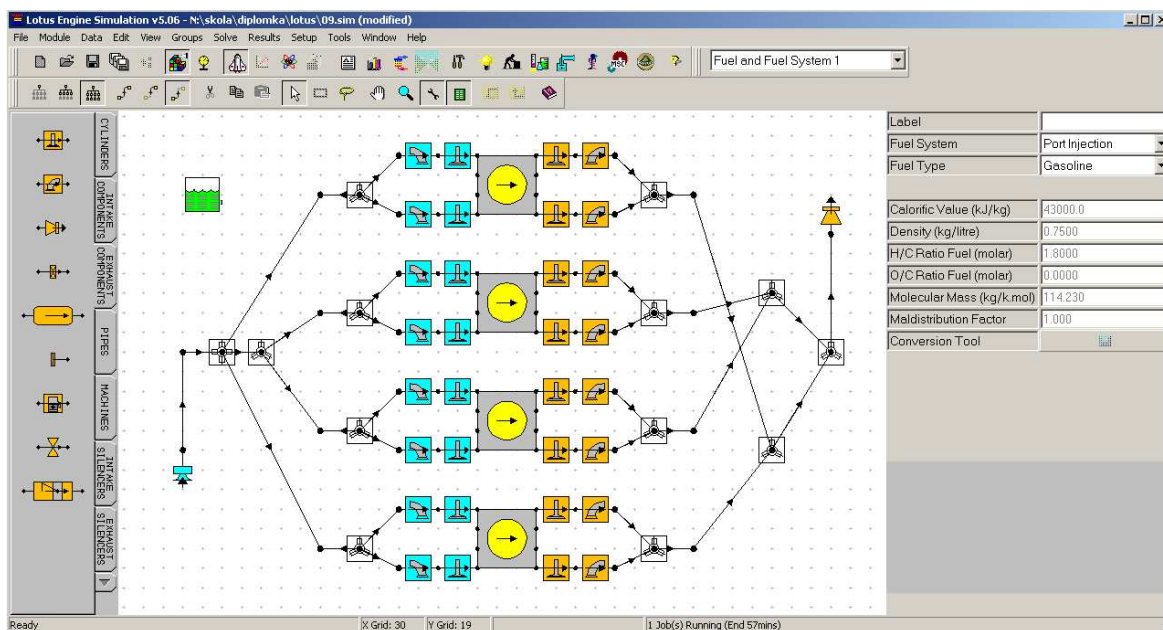 Lotus Engine Simulation v5.06 - N:\skola\diplomka\lotus\09.sim (modified)
File Module Data Edit View Groups Solve Results Setup Tools Window Help
Fuel and Fuel System 1
CYLINDERS
INTAKE COMPONENTS
EXHAUST COMPONENTS
PIPES
MACHINES
INTAKE SILENCERS
EXHAUST SILENCERS
Label
Fuel System Port Injection
Fuel Type Gasoline
Calorific Value (kJ/kg) 43000.0
Density (kg/litre) 0.7500
H/C Ratio Fuel (molar) 1.8000
O/C Ratio Fuel (molar) 0.0000
Molecular Mass (kg/k.mol) 114.230
Maldistribution Factor 1.000
Conversion Tool
Ready X Grid: 30 Y Grid: 19 1 Job(s) Running (End 57mins)